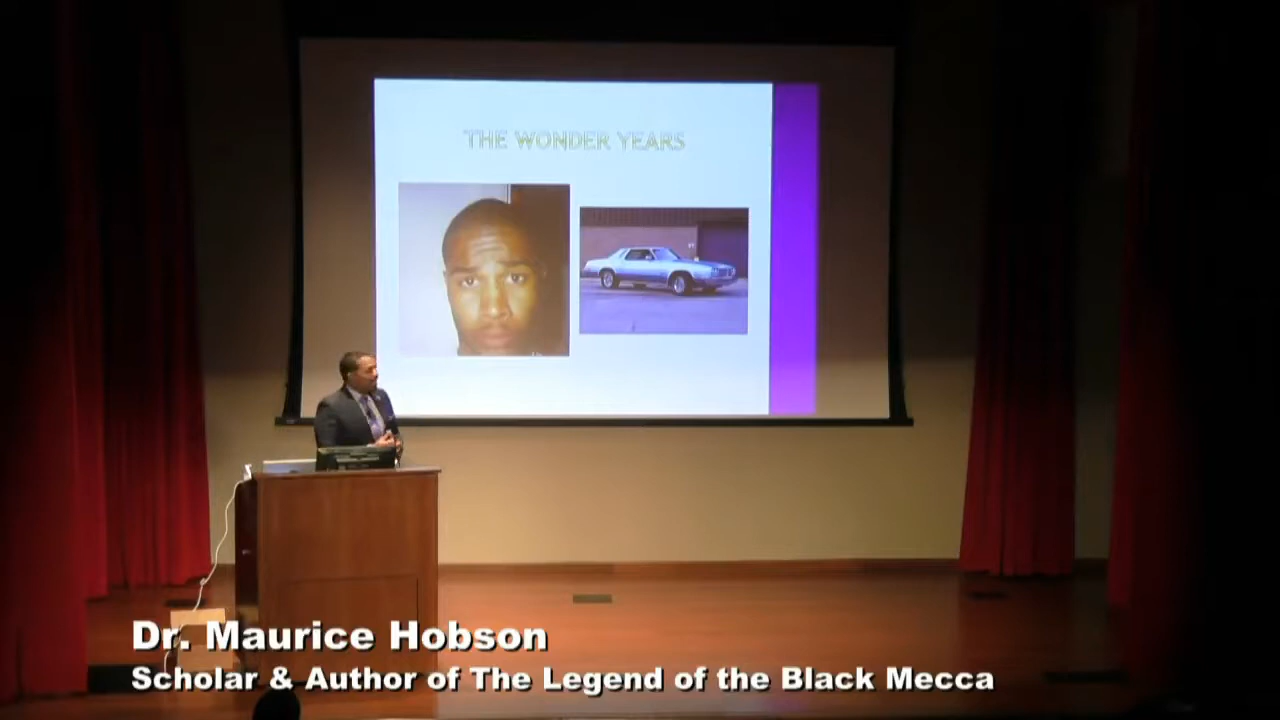 THE WONDER YEARS
Dr. Maurice Hobson
Scholar & Author of The Legend of the Black Mecca